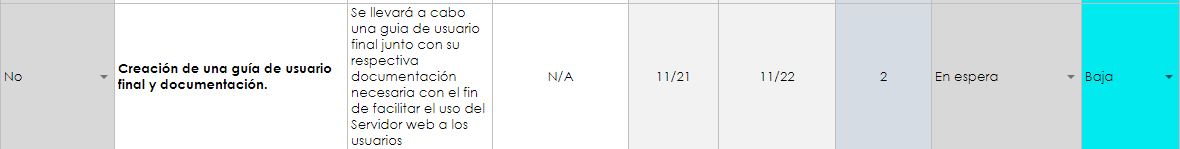 No
Creación de una guía de usuario
final y documentación.
Se llevará a cabo
una guia de usuario
final junto con su
respectiva
documentación
necesaria con el fin
de facilitar el uso del
Servidor web a los
usuarios
N/A
11/21
11/22
2
En espera
Baja